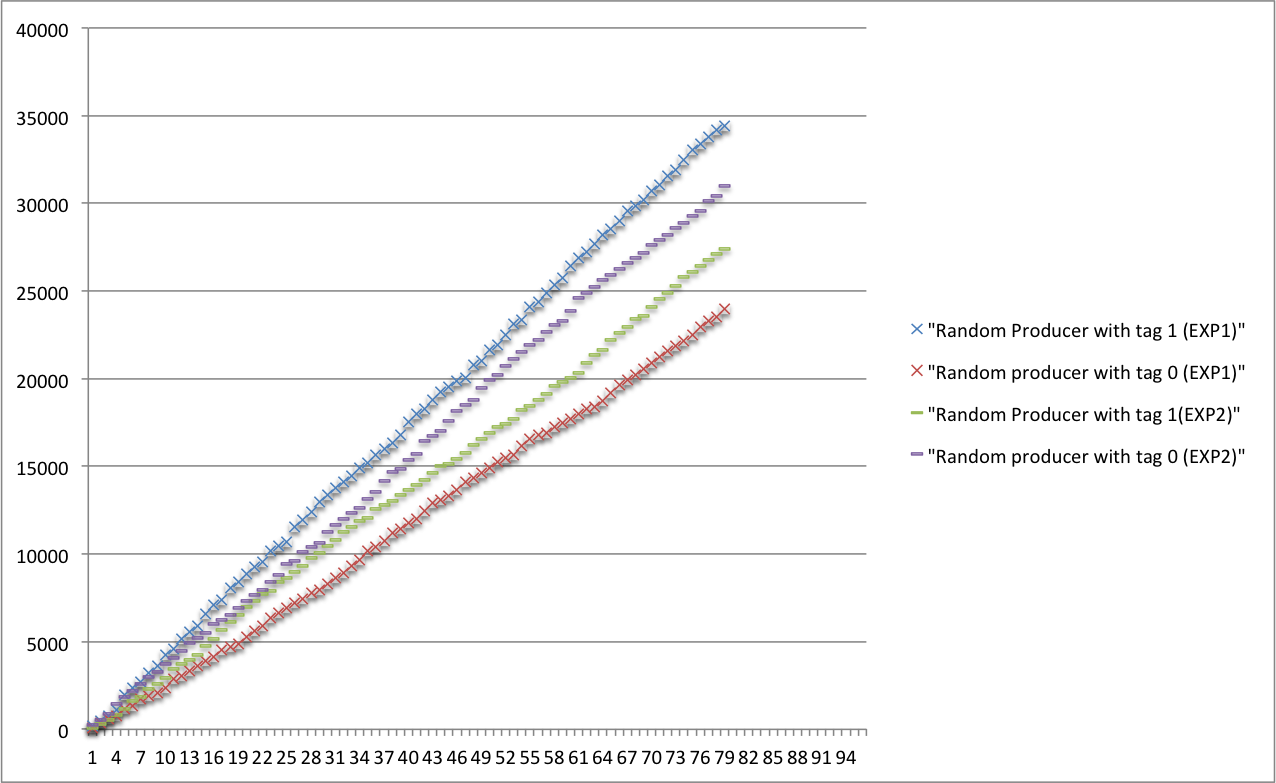 40000
35000
30000
25000
20000
15000
10000
5000
0
1 4 7 10 13 16 19 22 25 28 31 34 37 40 43 46 49 52 55 58 61 64 67 70 73 76 79 82 85 88 91 94
"Random Producer with tag 1 (EXP1)"
"Random producer with tag 0 (EXP1)"
"Random Producer with tag 1(EXP2)"
"Random producer with tag 0 (EXP2)"